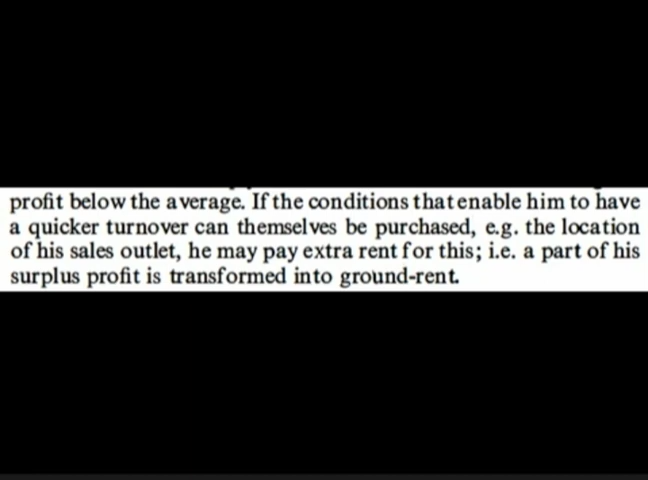 profit below the average. If the conditions that enable him to have
a quicker turnover can themselves be purchased, e.g. the location
of his sales outlet, he may pay extra rent for this; i.e. a part of his
surplus profit is transformed into ground-rent.